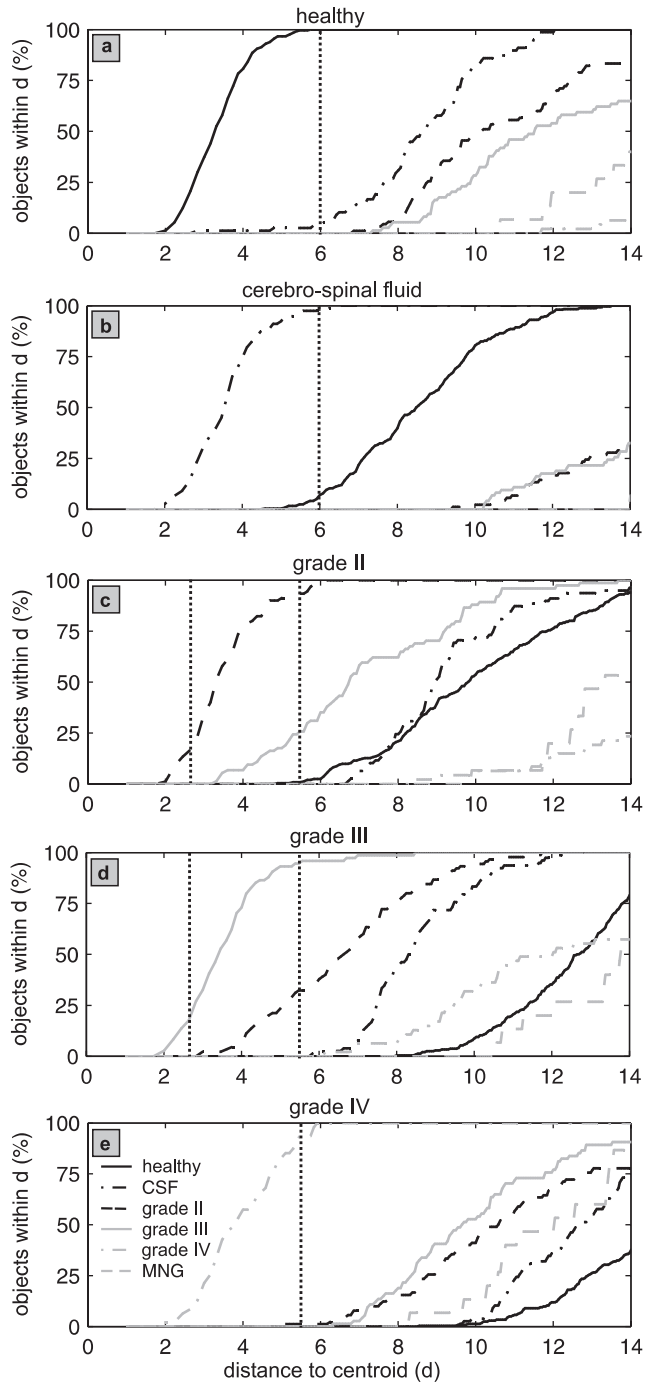 healthy
a
objects within d (%)
100
75
50
25
0
0 2 4 6 8 10 12 14
cerebro-spinal fluid
b
objects within d (%)
100
75
50
25
0
0 2 4 6 8 10 12 14
grade II
c
objects within d (%)
100
75
50
25
0
0 2 4 6 8 10 12 14
grade III
d
objects within d (%)
100
75
50
25
0
0 2 4 6 8 10 12 14
grade IV
e
objects within d (%)
100
75
50
25
0
healthy
CSF
grade II
grade III
grade IV
MNG
0 2 4 6 8 10 12 14
distance to centroid (d)